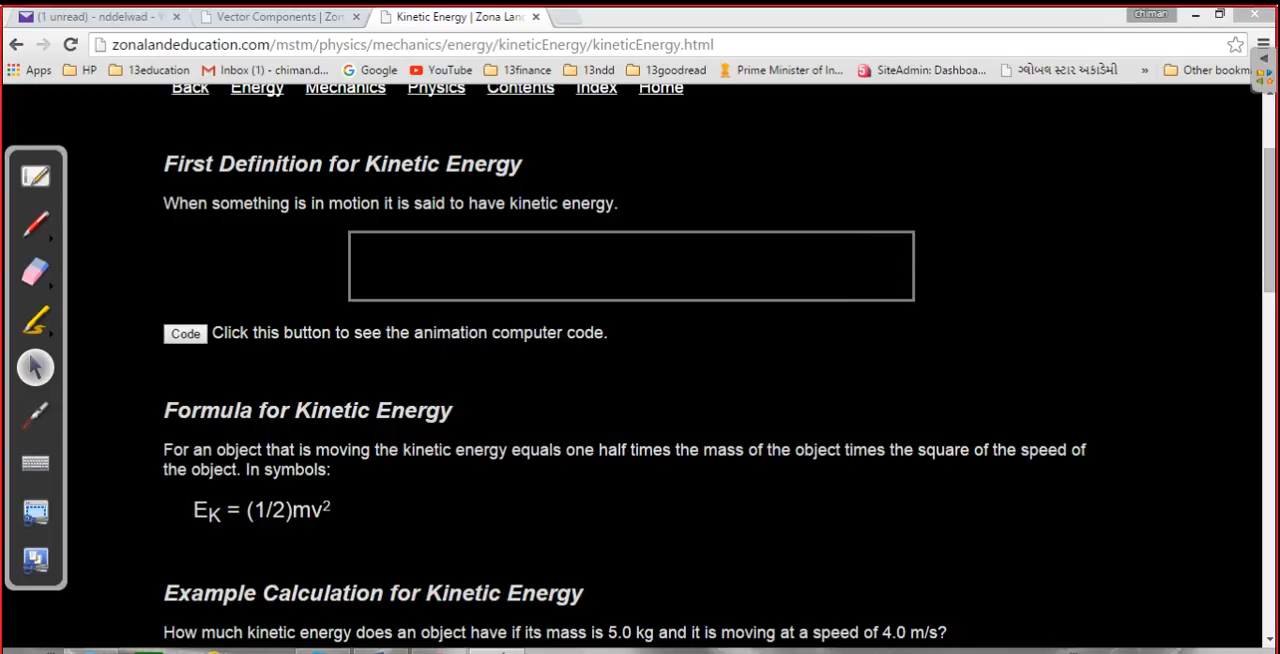 (1 unread) - nddelwad -
Vector Components | Zon
Kinetic Energy | Zona Lanc
chiman
zonalandeducation.com/mstm/physics/mechanics/energy/kineticEnergy/kineticEnergy.html
Apps HP 13education Inbox (1) - chiman.d... Google YouTube 13finance 13ndd 13goodread Prime Minister of In... SiteAdmin: Dashboa... ગ્લોબલ સ્ટાર અકાડેમી » Other bookm
Back Energy Mechanics Physics Contents Index Home
First Definition for Kinetic Energy
When something is in motion it is said to have kinetic energy.
Code Click this button to see the animation computer code.
Formula for Kinetic Energy
For an object that is moving the kinetic energy equals one half times the mass of the object times the square of the speed of
the object. In symbols:
E_K = (1/2)mv²
Example Calculation for Kinetic Energy
How much kinetic energy does an object have if its mass is 5.0 kg and it is moving at a speed of 4.0 m/s?